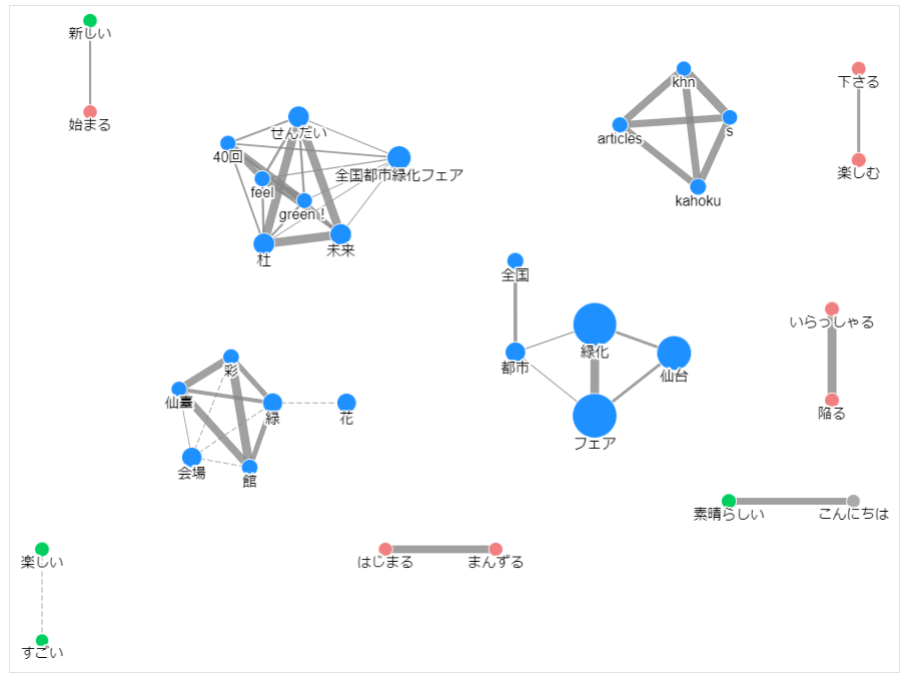 新しい
始まる
せんだい
40回
全国都市緑化フェア
feel
green！
杜
未来
khn
articles
s
kahoku
下さる
楽しむ
全国
緑化
都市
仙台
フェア
いらっしゃる
陥る
彩
仙臺
緑
花
会場
館
素晴らしい
こんにちは
はじまる
まんずる
楽しい
すごい